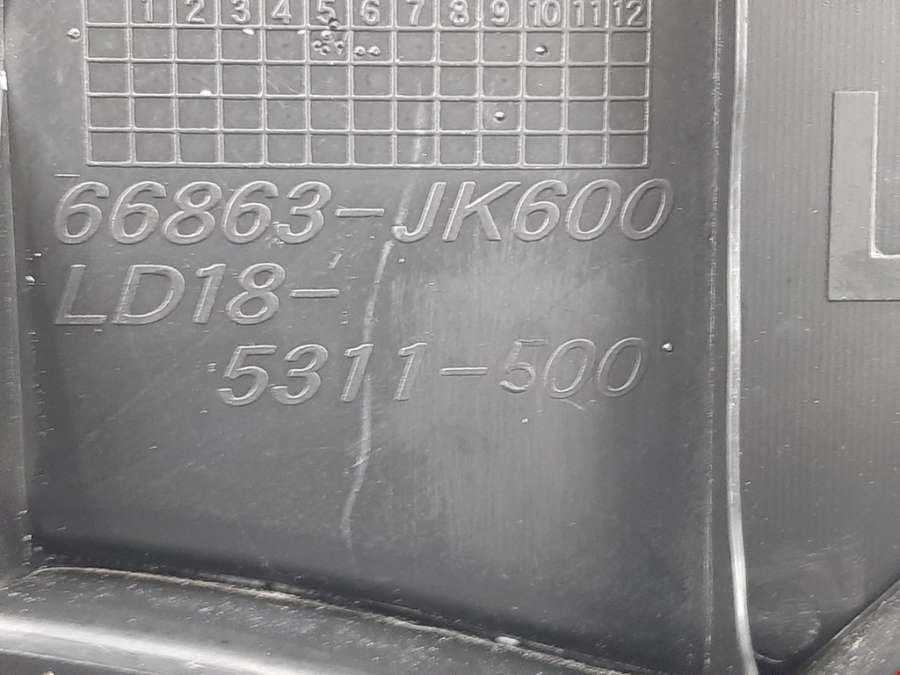 1 2 3 4 5 6 7 8 9 10 11 12
66863-JK600
LD18-
5311-500
L